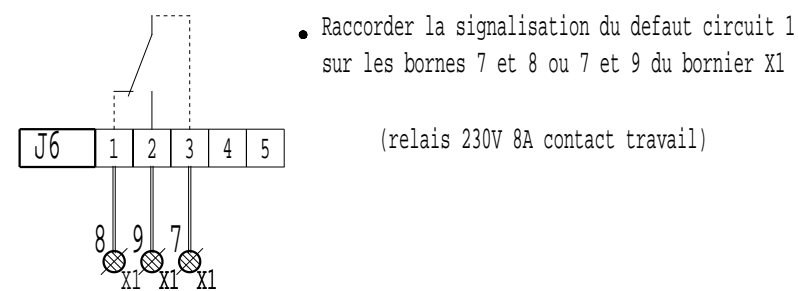 Raccorder la signalisation du defaut circuit 1
sur les bornes 7 et 8 ou 7 et 9 du bornier X1
(relais 230V 8A contact travail)
J6 1 2 3 4 5
8 9 7
X1 X1 X1